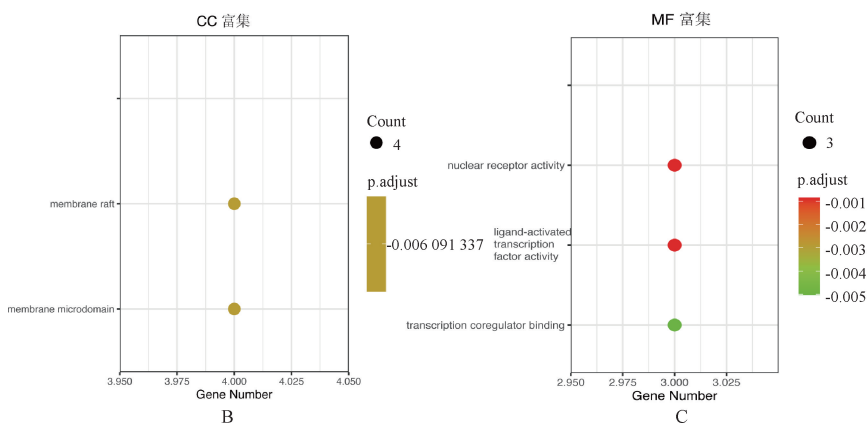 CC 富集
membrane raft
membrane microdomain
3.950 3.975 4.000 4.025 4.050
Gene Number
B
Count
4
p.adjust
-0.006 091 337
MF 富集
nuclear receptor activity
ligand-activated
transcription
factor activity
transcription coregulator binding
2.950 2.975 3.000 3.025
Gene Number
C
Count
3
p.adjust
-0.001
-0.002
-0.003
-0.004
-0.005